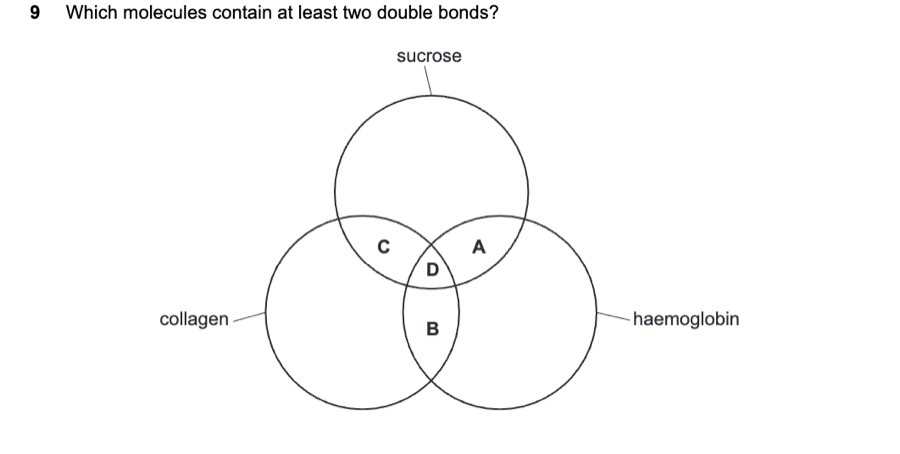 9 Which molecules contain at least two double bonds?
sucrose
C
A
D
collagen
haemoglobin
B